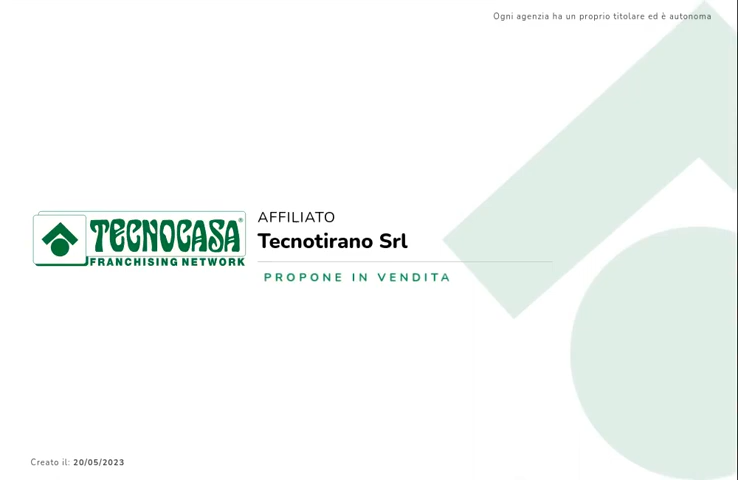 Ogni agenzia ha un proprio titolare ed è autonoma
TECNOCASA®
FRANCHISING NETWORK
AFFILIATO
Tecnotirano Srl
PROPONE IN VENDITA
Creato il: 20/05/2023